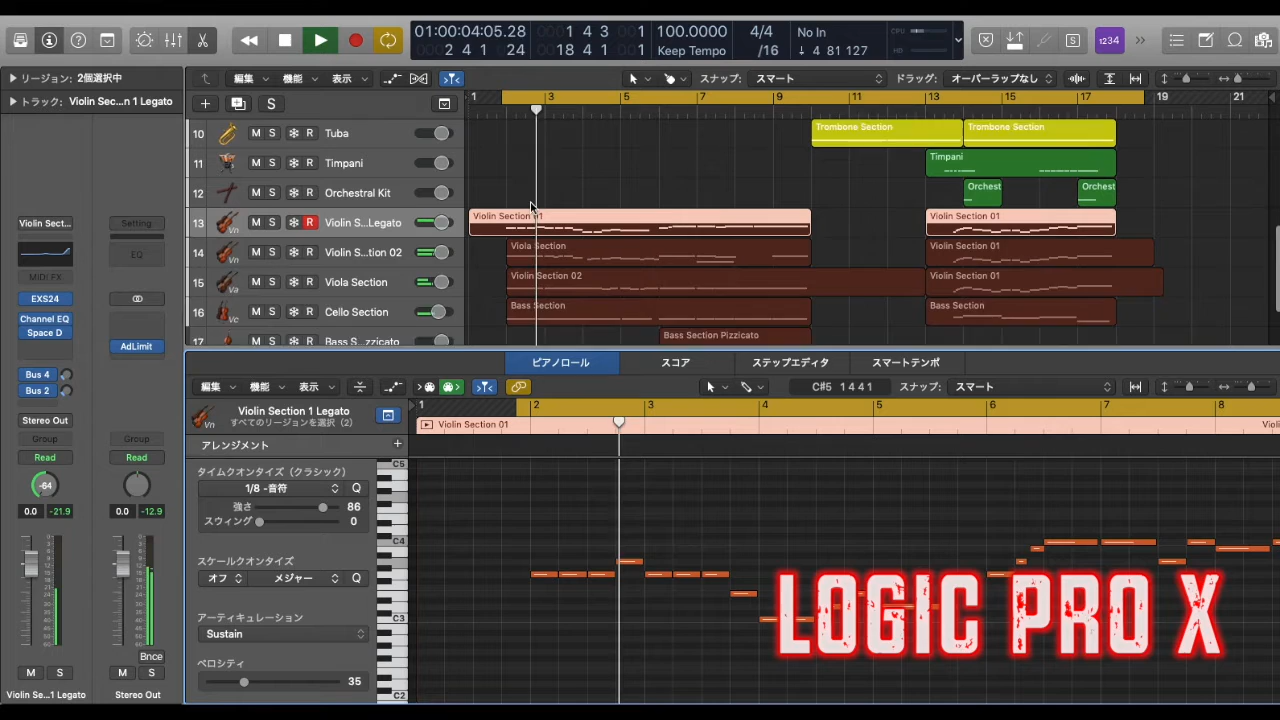 01:00:04:05.28
2 4 1 24
1 4 3 1
18 4 1
100.0000
Keep Tempo
4/4
/16
No In
4 81 127
CPU
HD
1234
リージョン： 2個選択中
トラック： Violin Sec...n 1 Legato
編集
機能
表示
スナップ： スマート
ドラッグ： オーバーラップなし
S
1 3 5 7 9 11 13 15 17 19 21
10 M S R Tuba
Trombone Section
Trombone Section
11 M S R Timpani
Timpani
12 M S R Orchestral Kit
Orchest
Orchest
13 M S R Violin S...Legato
Violin Section 01
Violin Section 01
14 M S R Violin S...tion 02
Viola Section
Violin Section 01
15 M S R Viola Section
Violin Section 02
Violin Section 01
16 M S R Cello Section
Bass Section
Bass Section
17 M S R Bass S...zzicato
Bass Section Pizzicato
Violin Sect...
Setting
EQ
MIDI FX
EXS24
Channel EQ
Space D
AdLimit
Bus 4
Bus 2
Stereo Out
Group
Group
Read
Read
-64
0.0 -21.9
0.0 -12.9
Bnce
M S
M S
Violin Se...1 Legato
Stereo Out
ピアノロール
スコア
ステップエディタ
スマートテンポ
編集
機能
表示
C#5 1 4 4 1
スナップ： スマート
Violin Section 1 Legato
すべてのリージョンを選択（2）
1 2 3 4 5 6 7 8
Violin Section 01
Violi
アレンジメント
タイムクオンタイズ（クラシック）
1/8 -音符 Q
強さ 86
スウィング 0
スケールクオンタイズ
オフ メジャー Q
アーティキュレーション
Sustain
ベロシティ
35
C5
C4
C3
C2
LOGIC PRO X